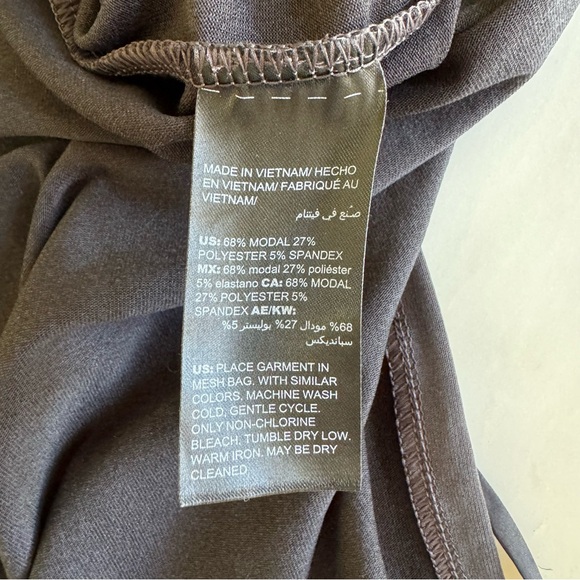 MADE IN VIETNAM/ HECHO
EN VIETNAM/ FABRIQUÉ AU
VIETNAM/
صُنع في فيتنام
US: 68% MODAL 27%
POLYESTER 5% SPANDEX
MX: 68% modal 27% poliéster
5% elastano CA: 68% MODAL
27% POLYESTER 5%
SPANDEX AE/KW:
68% مودال 27% بوليستر 5%
سباندیكس
US: PLACE GARMENT IN
MESH BAG. WITH SIMILAR
COLORS. MACHINE WASH
COLD. GENTLE CYCLE.
ONLY NON-CHLORINE
BLEACH. TUMBLE DRY LOW.
WARM IRON. MAY BE DRY
CLEANED.